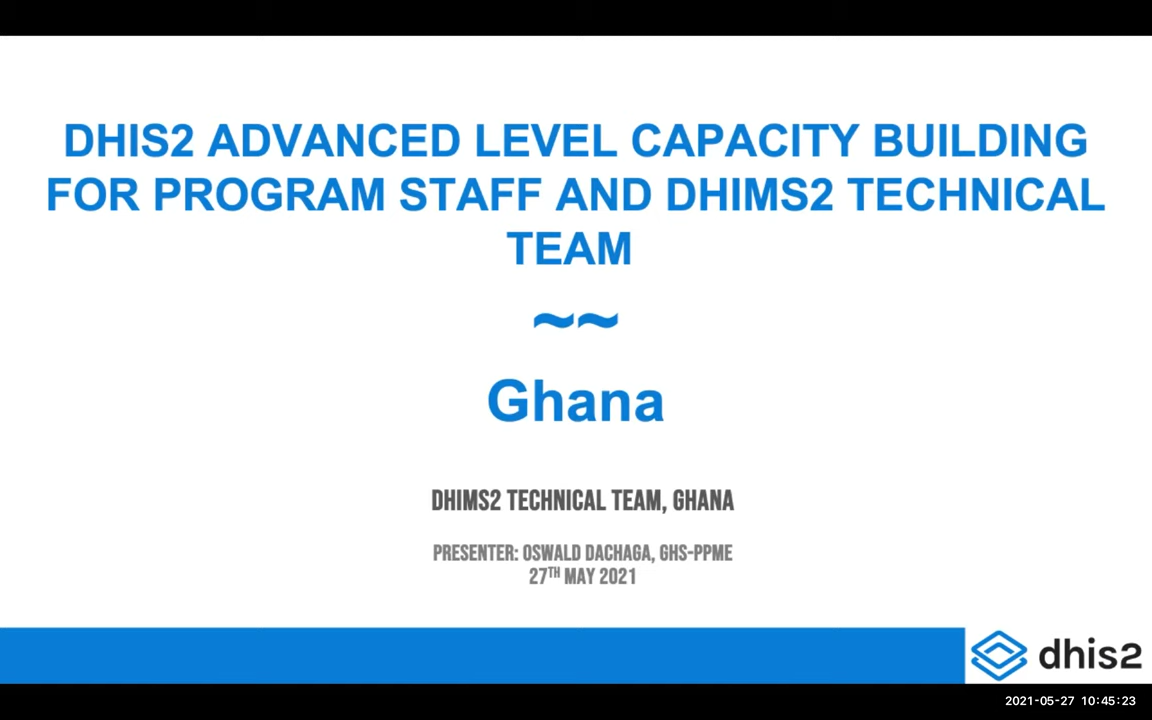 DHIS2 ADVANCED LEVEL CAPACITY BUILDING
FOR PROGRAM STAFF AND DHIMS2 TECHNICAL
TEAM
~~
Ghana
DHIMS2 TECHNICAL TEAM, GHANA
PRESENTER: OSWALD DACHAGA, GHS-PPME
27TH MAY 2021
dhis2
2021-05-27 10:45:23